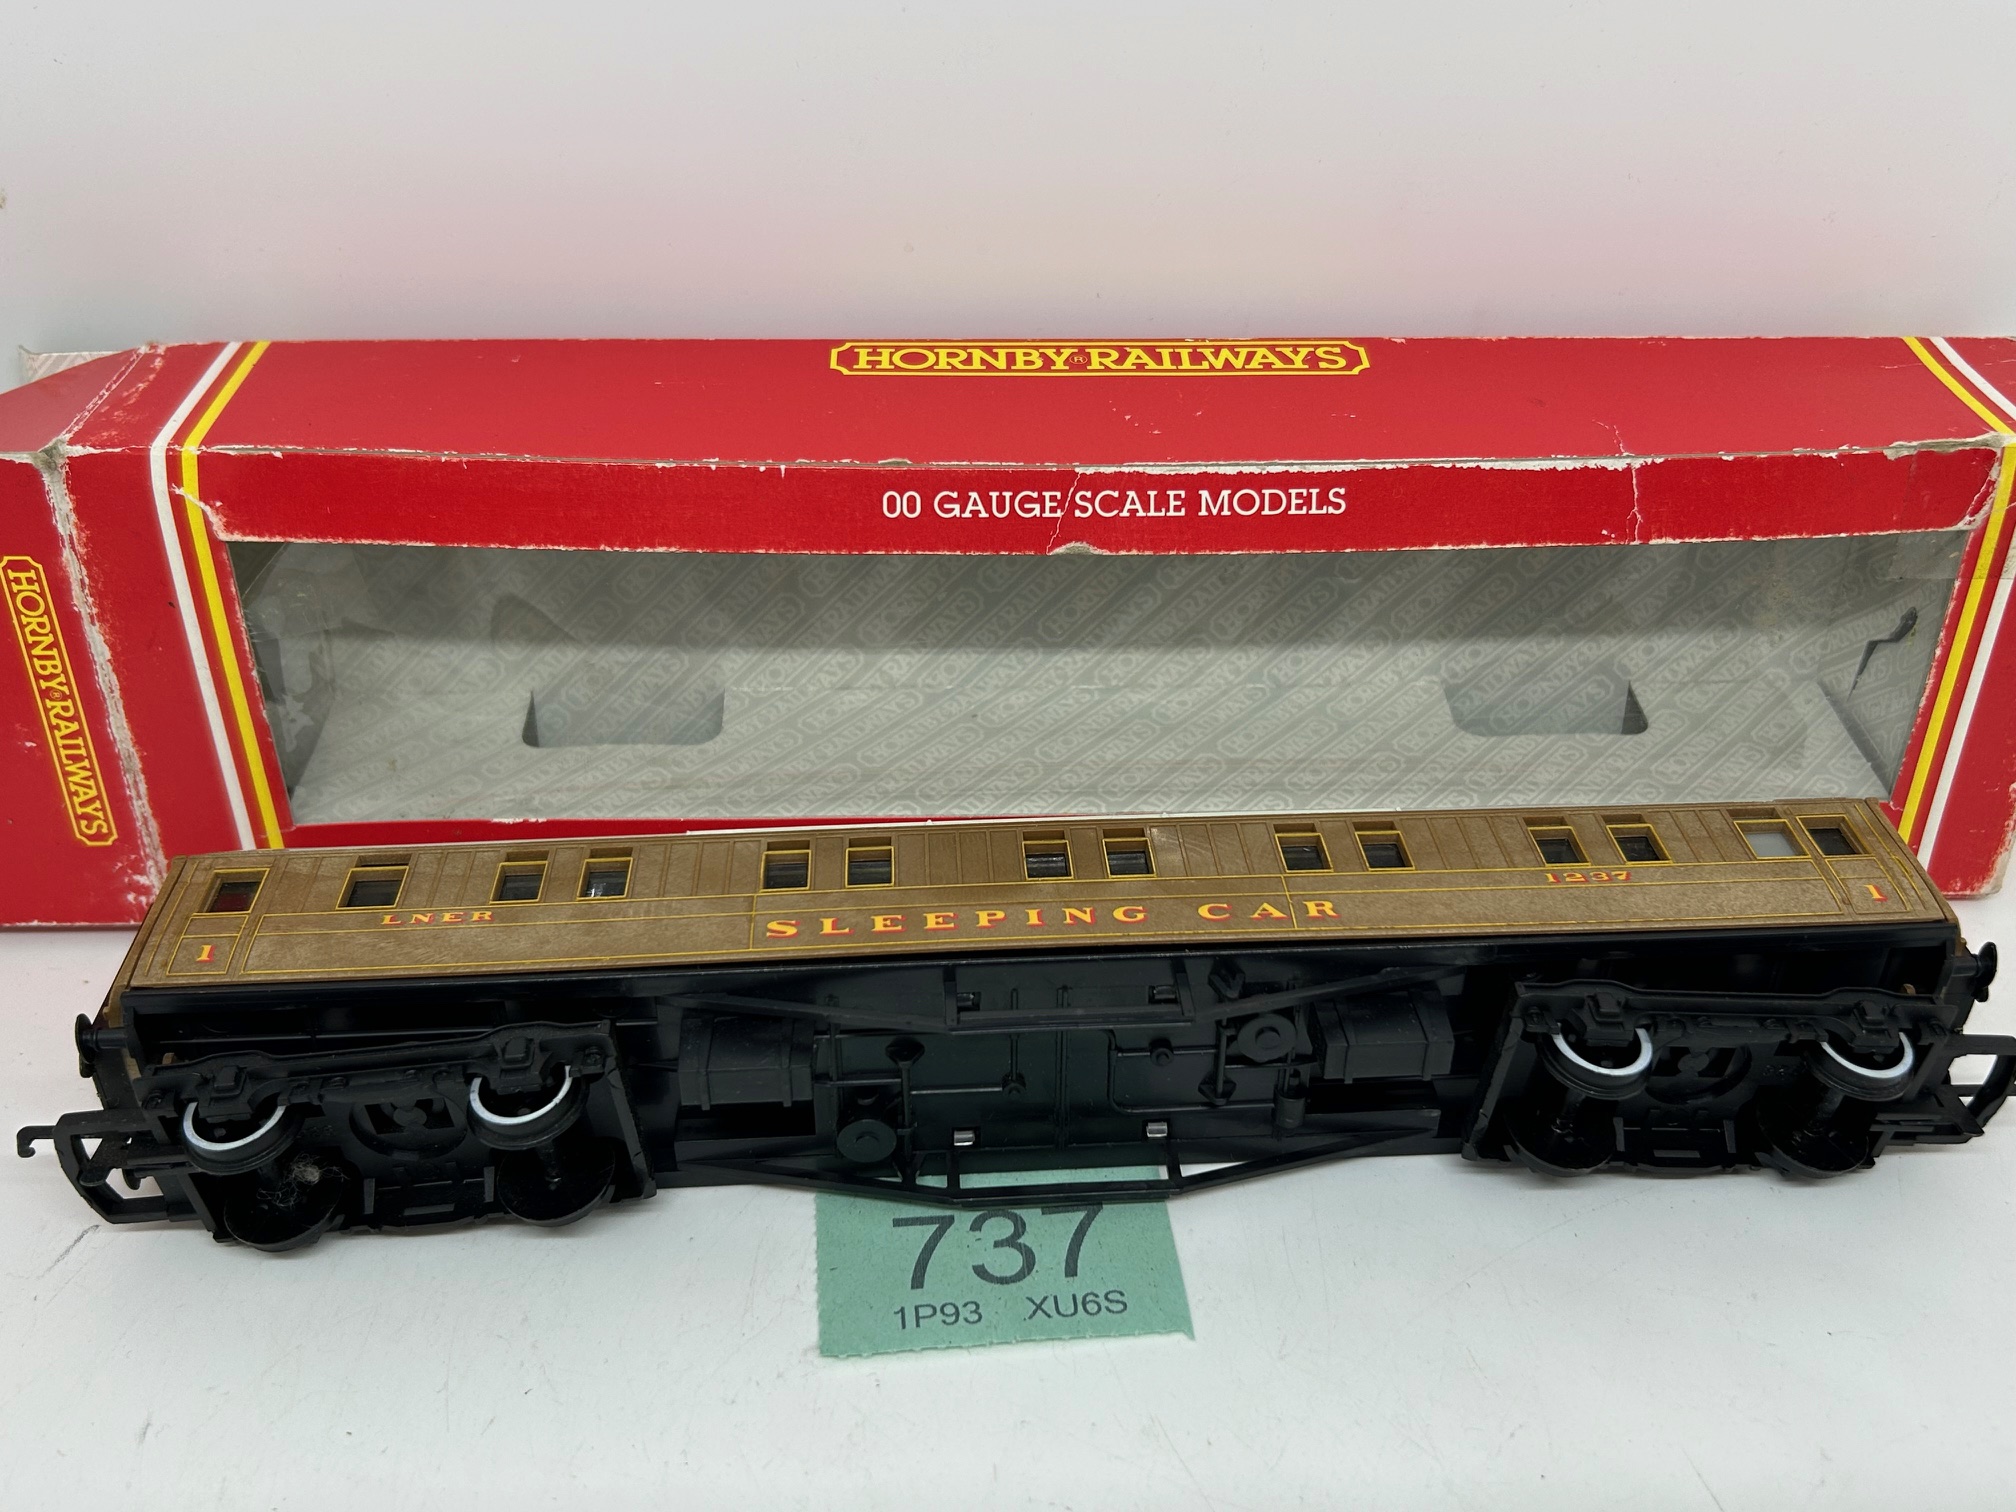 HORNBY® RAILWAYS
00 GAUGE SCALE MODELS
HORNBY® RAILWAYS
LNER
SLEEPING CAR
1237
1
1
737
1P93 XU6S